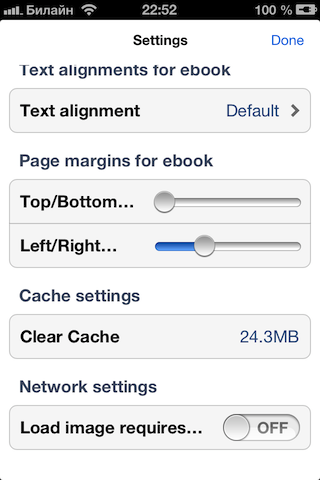 Билайн 22:52 100 %
Settings Done
Text alignments for ebook
Text alignment Default
Page margins for ebook
Top/Bottom...
Left/Right...
Cache settings
Clear Cache 24.3MB
Network settings
Load image requires... OFF